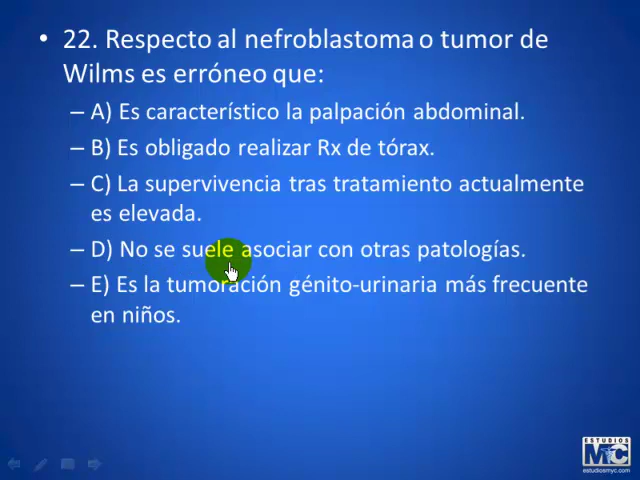 • 22. Respecto al nefroblastoma o tumor de
Wilms es erróneo que:
– A) Es característico la palpación abdominal.
– B) Es obligado realizar Rx de tórax.
– C) La supervivencia tras tratamiento actualmente
es elevada.
– D) No se suele asociar con otras patologías.
– E) Es la tumoración génito-urinaria más frecuente
en niños.
ESTUDIOS
MyC
estudiosmyc.com